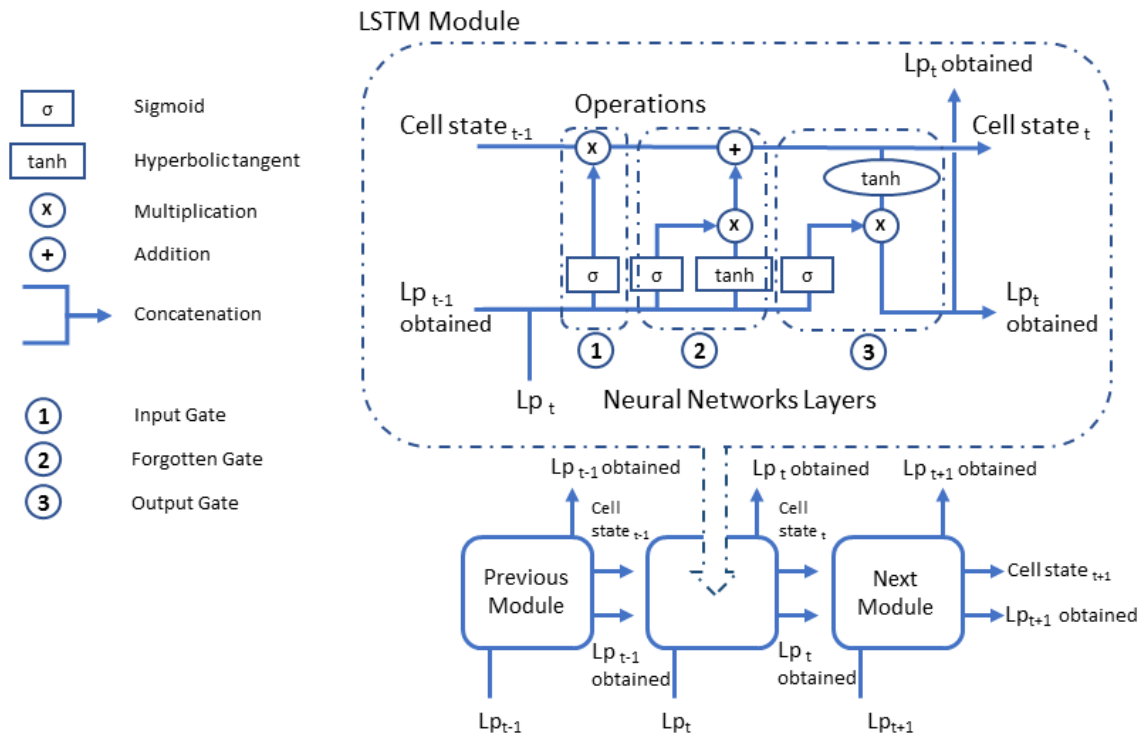 LSTM Module
σ
Sigmoid
tanh
Hyperbolic tangent
x
Multiplication
+
Addition
Concatenation
1
Input Gate
2
Forgotten Gate
3
Output Gate
Lpt obtained
Operations
Cell state t-1
x
+
Cell state t
tanh
x
x
σ
σ
tanh
σ
Lp t-1
obtained
Lpt
obtained
1
2
3
Lp t
Neural Networks Layers
Lp t-1 obtained
Lp t obtained
Lp t+1 obtained
Cell
state t-1
Cell
state t
Previous
Module
Next
Module
Cell state t+1
Lpt+1 obtained
Lp t-1
obtained
Lp t
obtained
Lpt-1
Lpt
Lpt+1